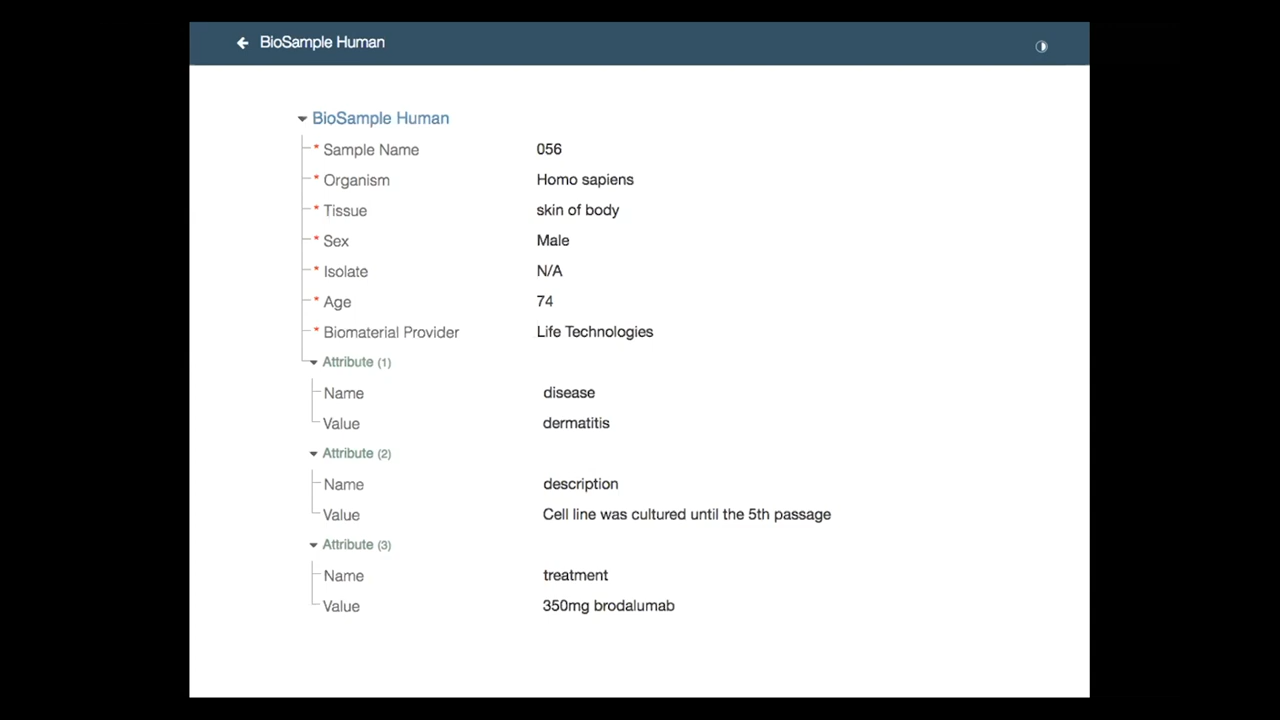 BioSample Human
BioSample Human
* Sample Name 056
* Organism Homo sapiens
* Tissue skin of body
* Sex Male
* Isolate N/A
* Age 74
* Biomaterial Provider Life Technologies
Attribute (1)
Name disease
Value dermatitis
Attribute (2)
Name description
Value Cell line was cultured until the 5th passage
Attribute (3)
Name treatment
Value 350mg brodalumab